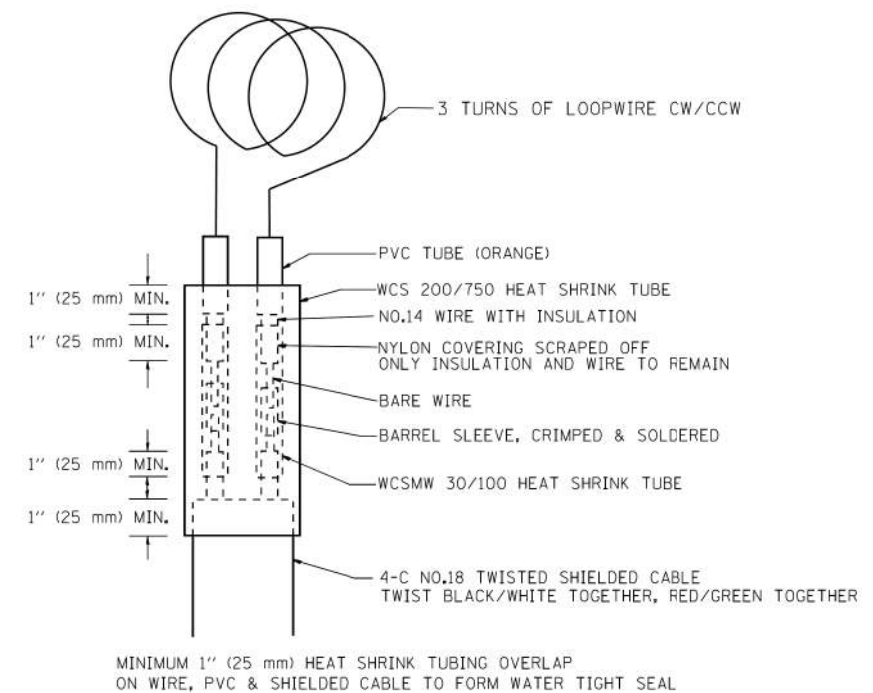 3 TURNS OF LOOPWIRE CW/CCW
PVC TUBE (ORANGE)
1'' (25 mm) MIN.
WCS 200/750 HEAT SHRINK TUBE
NO.14 WIRE WITH INSULATION
1'' (25 mm) MIN.
NYLON COVERING SCRAPED OFF
ONLY INSULATION AND WIRE TO REMAIN
BARE WIRE
BARREL SLEEVE, CRIMPED & SOLDERED
1'' (25 mm) MIN.
WCSMW 30/100 HEAT SHRINK TUBE
1'' (25 mm) MIN.
4-C NO.18 TWISTED SHIELDED CABLE
TWIST BLACK/WHITE TOGETHER, RED/GREEN TOGETHER
MINIMUM 1'' (25 mm) HEAT SHRINK TUBING OVERLAP
ON WIRE, PVC & SHIELDED CABLE TO FORM WATER TIGHT SEAL